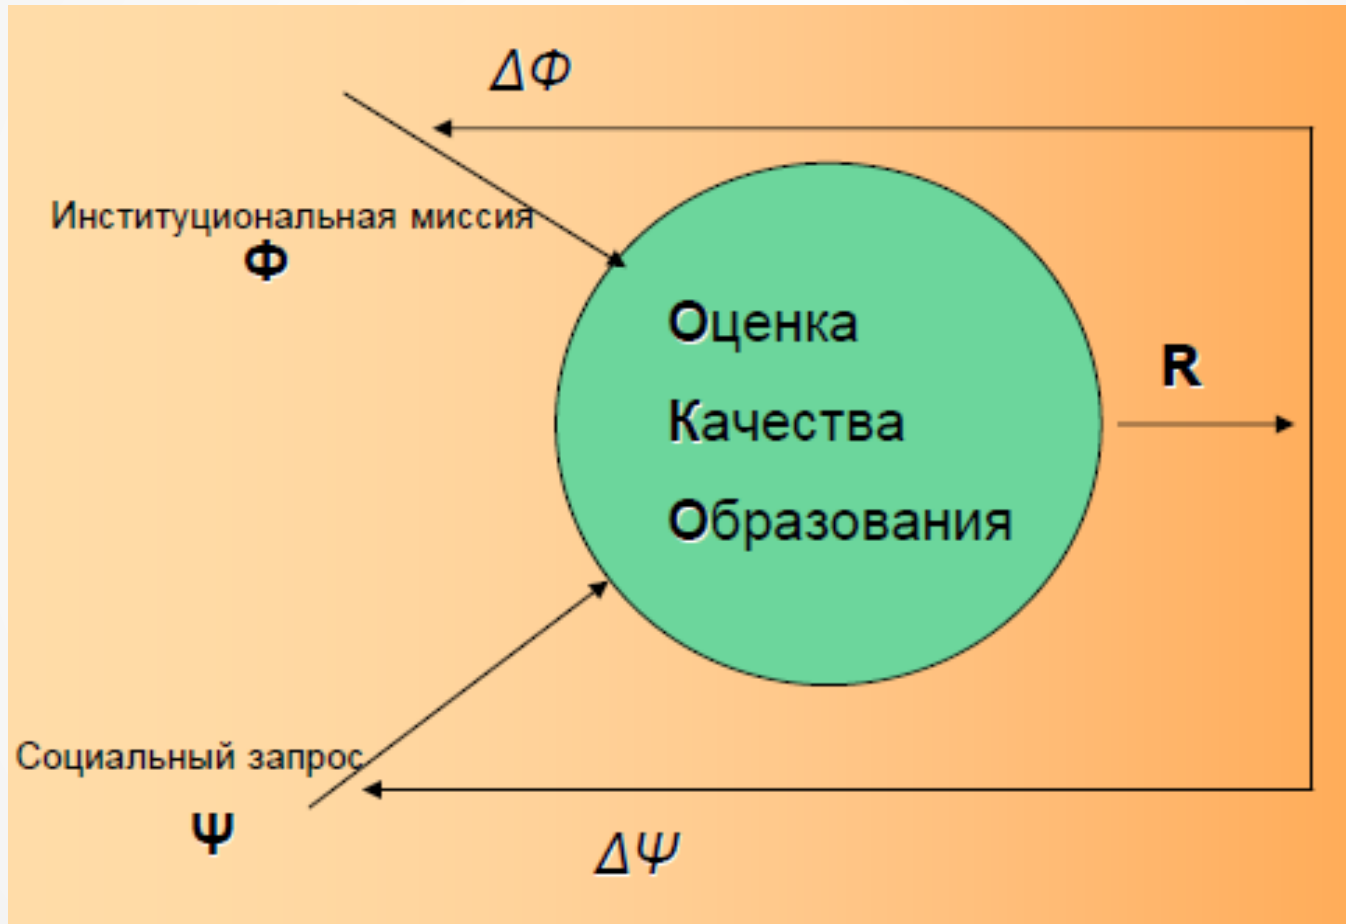 ΔΦ
Институциональная миссия
Φ
Оценка
R
Качества
Образования
Социальный запрос
Ψ
ΔΨ